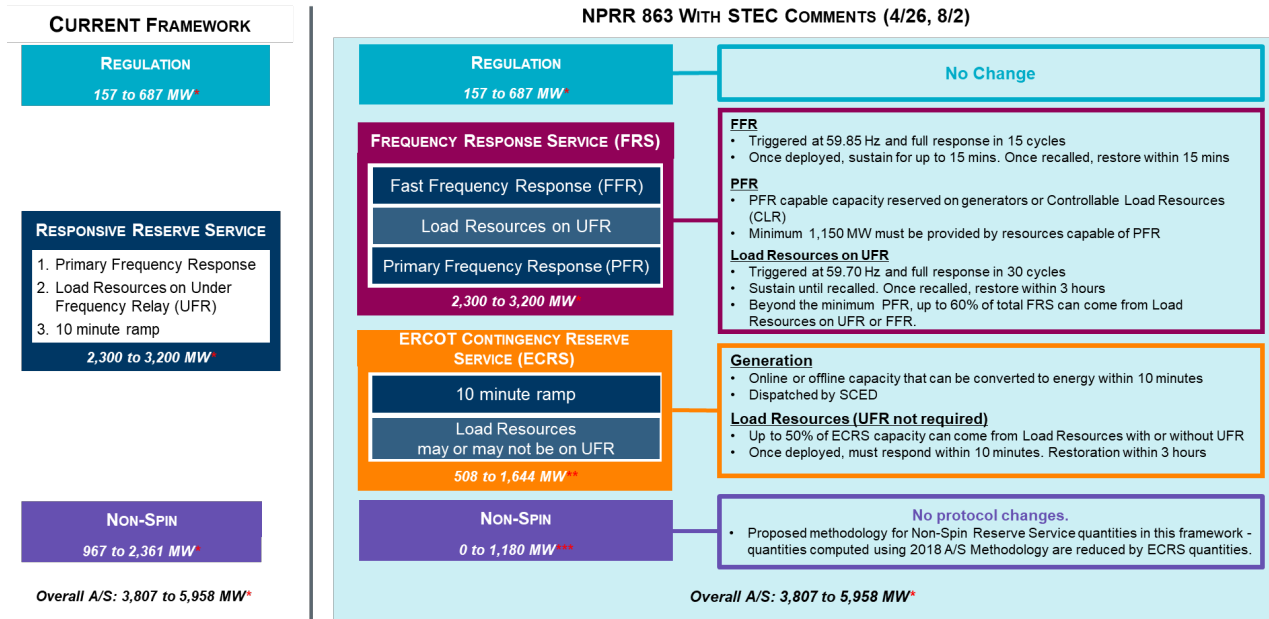 CURRENT FRAMEWORK
REGULATION
157 to 687 MW*
RESPONSIVE RESERVE SERVICE
1. Primary Frequency Response
2. Load Resources on Under
Frequency Relay (UFR)
3. 10 minute ramp
2,300 to 3,200 MW*
NON-SPIN
967 to 2,361 MW*
Overall A/S: 3,807 to 5,958 MW*
NPRR 863 WITH STEC COMMENTS (4/26, 8/2)
REGULATION
157 to 687 MW*
No Change
FREQUENCY RESPONSE SERVICE (FRS)
Fast Frequency Response (FFR)
Load Resources on UFR
Primary Frequency Response (PFR)
2,300 to 3,200 MW*
FFR
• Triggered at 59.85 Hz and full response in 15 cycles
• Once deployed, sustain for up to 15 mins. Once recalled, restore within 15 mins
PFR
• PFR capable capacity reserved on generators or Controllable Load Resources
(CLR)
• Minimum 1,150 MW must be provided by resources capable of PFR
Load Resources on UFR
• Triggered at 59.70 Hz and full response in 30 cycles
• Sustain until recalled. Once recalled, restore within 3 hours
• Beyond the minimum PFR, up to 60% of total FRS can come from Load
Resources on UFR or FFR.
ERCOT CONTINGENCY RESERVE
SERVICE (ECRS)
10 minute ramp
Load Resources
may or may not be on UFR
508 to 1,644 MW**
Generation
• Online or offline capacity that can be converted to energy within 10 minutes
• Dispatched by SCED
Load Resources (UFR not required)
• Up to 50% of ECRS capacity can come from Load Resources with or without UFR
• Once deployed, must respond within 10 minutes. Restoration within 3 hours
NON-SPIN
0 to 1,180 MW***
No protocol changes.
• Proposed methodology for Non-Spin Reserve Service quantities in this framework -
quantities computed using 2018 A/S Methodology are reduced by ECRS quantities.
Overall A/S: 3,807 to 5,958 MW*